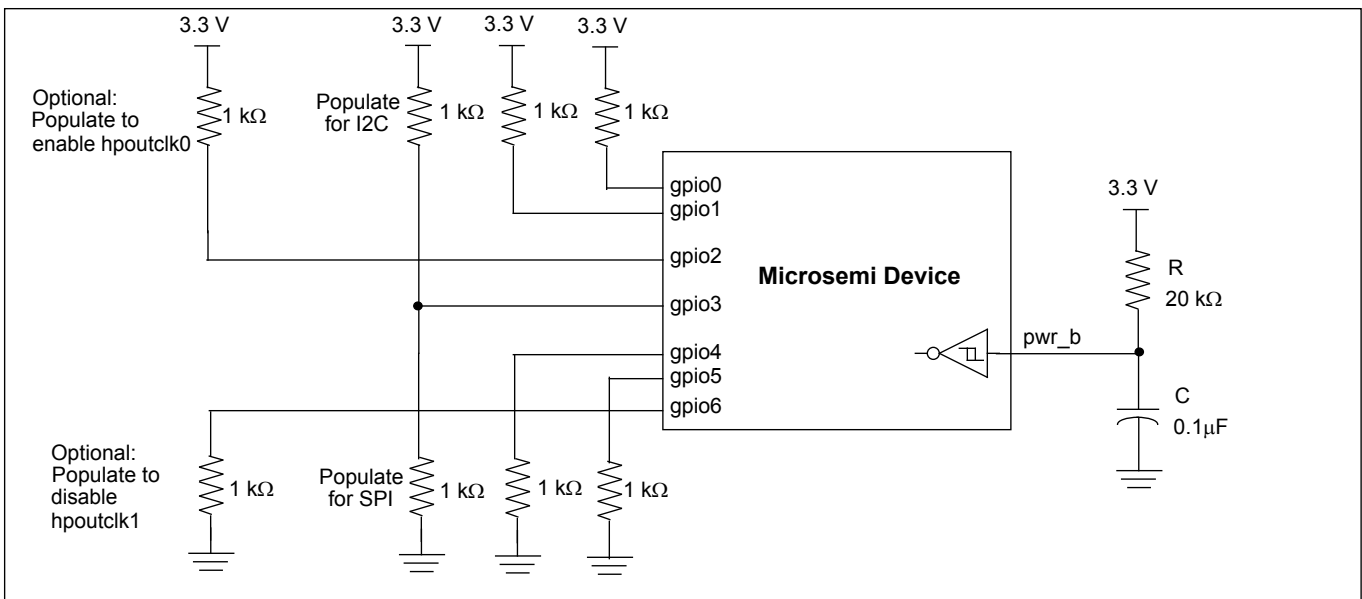 3.3 V
3.3 V
3.3 V
3.3 V
Optional:
Populate to
enable hpoutclk0
1 kΩ
Populate
for I2C
1 kΩ
1 kΩ
1 kΩ
gpio0
gpio1
gpio2
gpio3
gpio4
gpio5
gpio6
Microsemi Device
pwr_b
3.3 V
R
20 kΩ
C
0.1μF
Optional:
Populate to
disable
hpoutclk1
1 kΩ
Populate
for SPI
1 kΩ
1 kΩ
1 kΩ